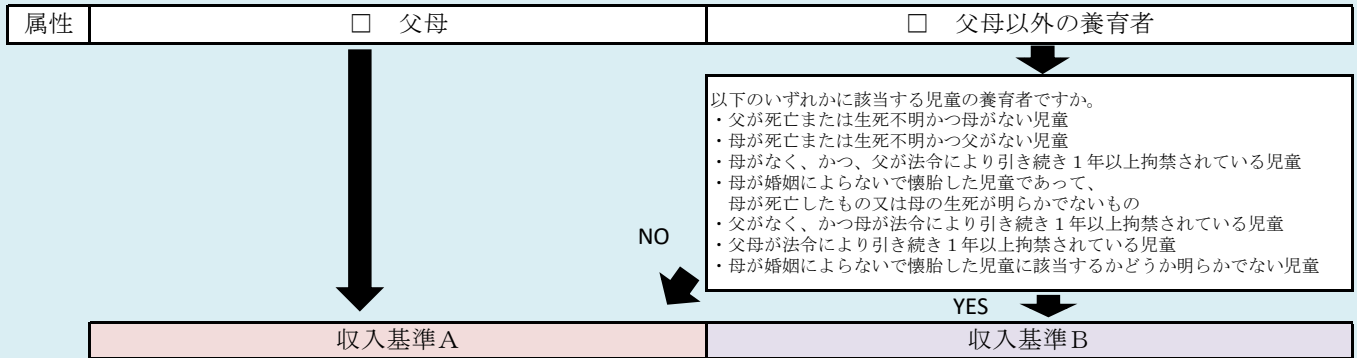 属性 □ 父母 □ 父母以外の養育者
以下のいずれかに該当する児童の養育者ですか。
・父が死亡または生死不明かつ母がない児童
・母が死亡または生死不明かつ父がない児童
・母がなく、かつ、父が法令により引き続き１年以上拘禁されている児童
・母が婚姻によらないで懐胎した児童であって、
母が死亡したもの又は母の生死が明らかでないもの
・父がなく、かつ母が法令により引き続き１年以上拘禁されている児童
・父母が法令により引き続き１年以上拘禁されている児童
・母が婚姻によらないで懐胎した児童に該当するかどうか明らかでない児童
NO
YES
収入基準Ａ 収入基準Ｂ